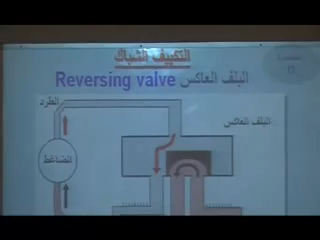 التكييف الشباك
Reversing valve البلف العاكس
الطرد
البلف العاكس
الضاغط